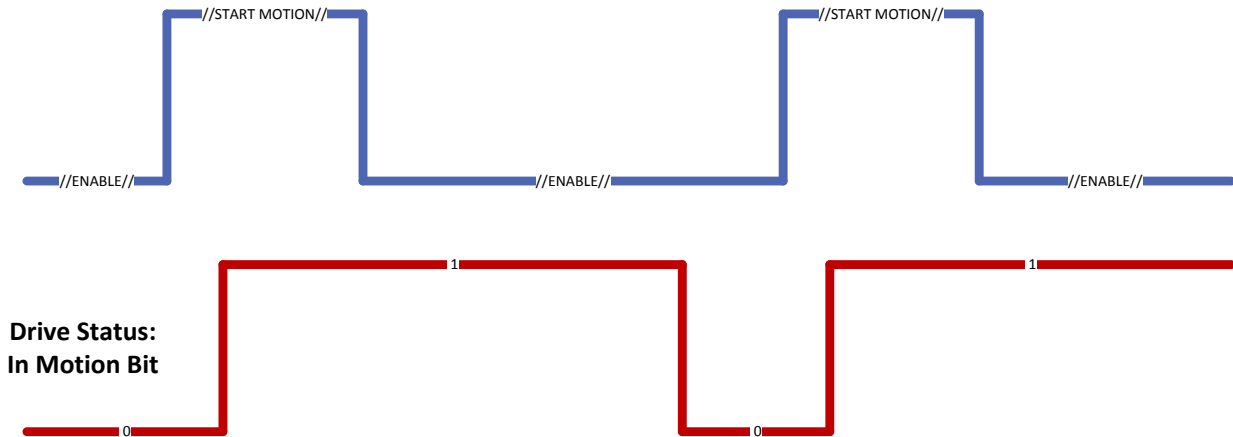 //START MOTION//
//START MOTION//
//ENABLE//
//ENABLE//
//ENABLE//
1
1
Drive Status:
In Motion Bit
0
0